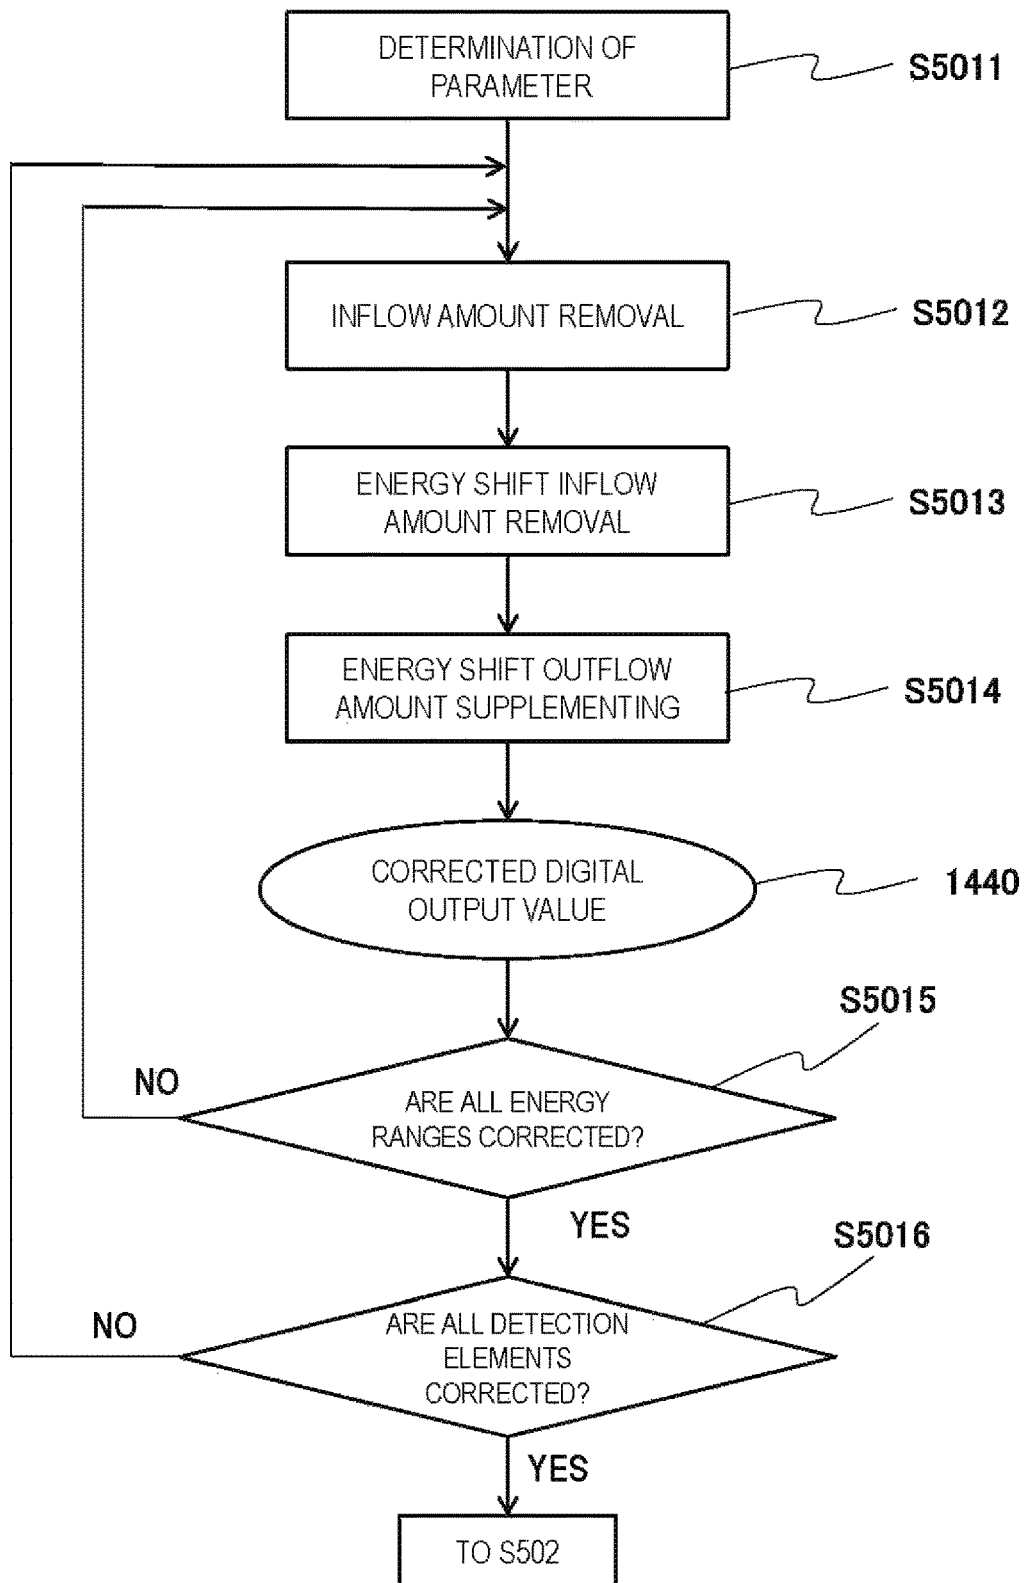 DETERMINATION OF
PARAMETER
S5011
INFLOW AMOUNT REMOVAL
S5012
ENERGY SHIFT INFLOW
AMOUNT REMOVAL
S5013
ENERGY SHIFT OUTFLOW
AMOUNT SUPPLEMENTING
S5014
CORRECTED DIGITAL
OUTPUT VALUE
1440
S5015
NO
ARE ALL ENERGY
RANGES CORRECTED?
YES
S5016
NO
ARE ALL DETECTION
ELEMENTS
CORRECTED?
YES
TO S502